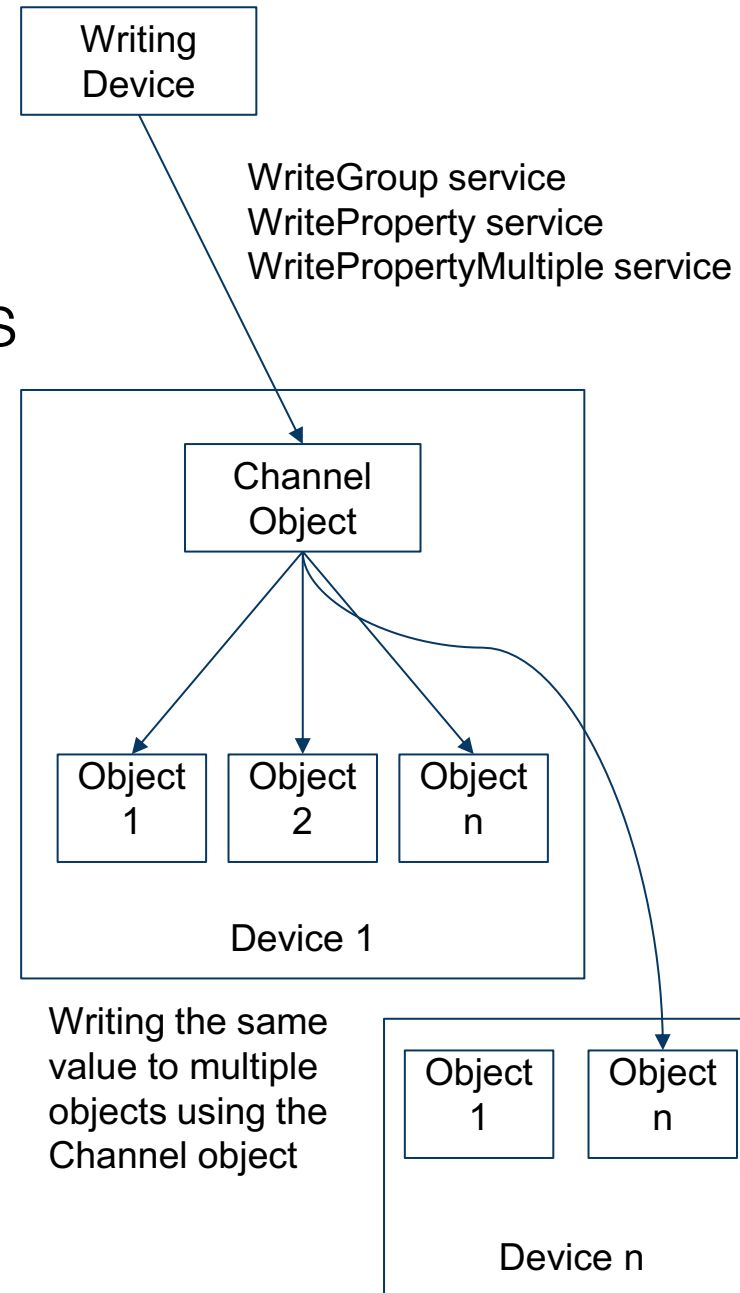 Writing
Device
WriteGroup service
WriteProperty service
WritePropertyMultiple service
s
Channel
Object
Object
1
Object
2
Object
n
Device 1
Writing the same
value to multiple
objects using the
Channel object
Object
1
Object
n
Device n